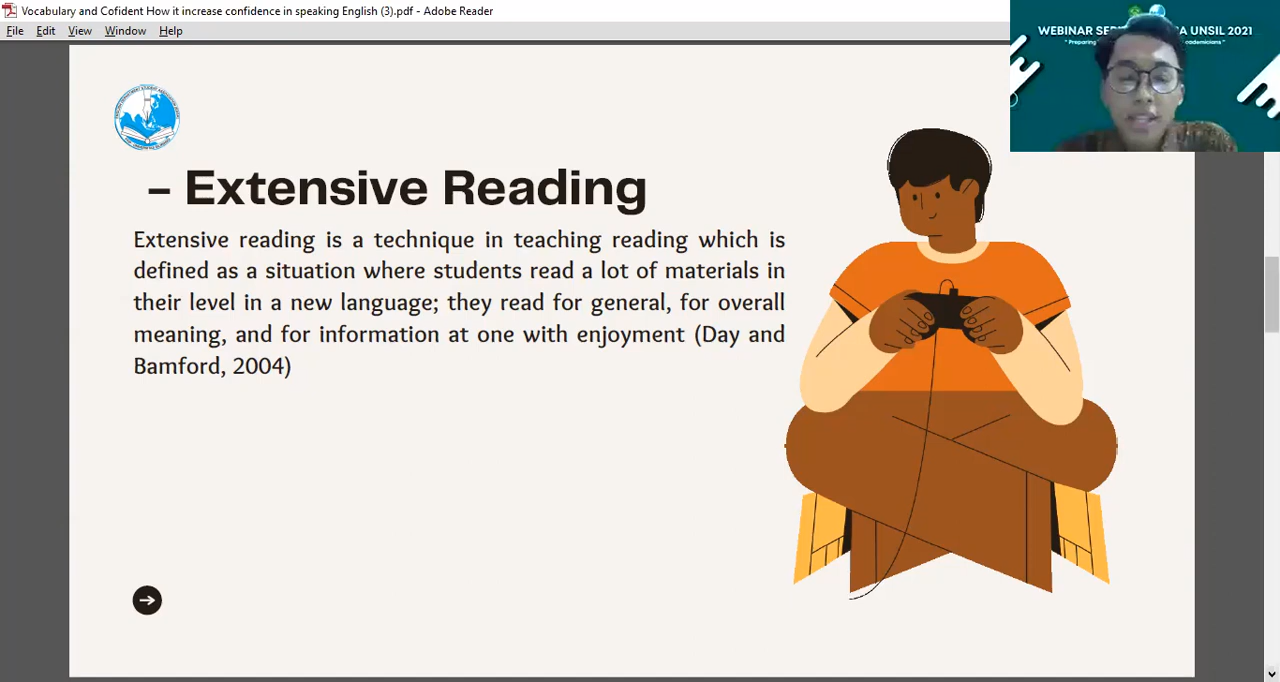 Vocabulary and Cofident How it increase confidence in speaking English (3).pdf - Adobe Reader
File Edit View Window Help
WEBINAR UNSIL 2021
" Preparing
– Extensive Reading
Extensive reading is a technique in teaching reading which is
defined as a situation where students read a lot of materials in
their level in a new language; they read for general, for overall
meaning, and for information at one with enjoyment (Day and
Bamford, 2004)